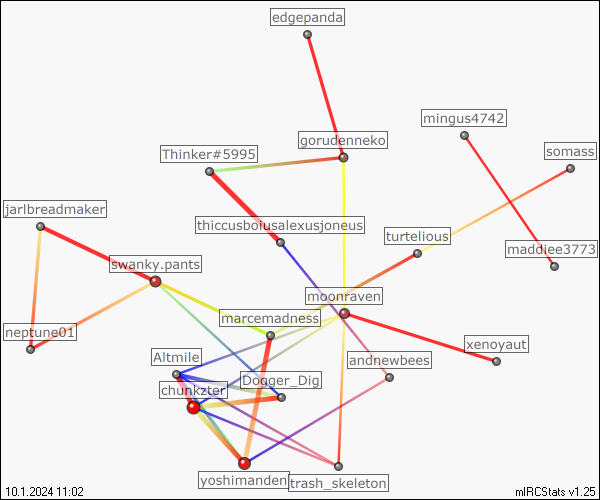 edgepanda
mingus4742
gorudenneko
somass
Thinker#5995
jarlbreadmaker
thiccusboiusalexusjoneus
turtelious
maddiee3773
swanky.pants
moonraven
marcemadness
neptune01
xenoyaut
Altmile
andnewbees
Dogger_Dig
chunkzter
yoshimanden
trash_skeleton
10.1.2024 11:02
mIRCStats v1.25